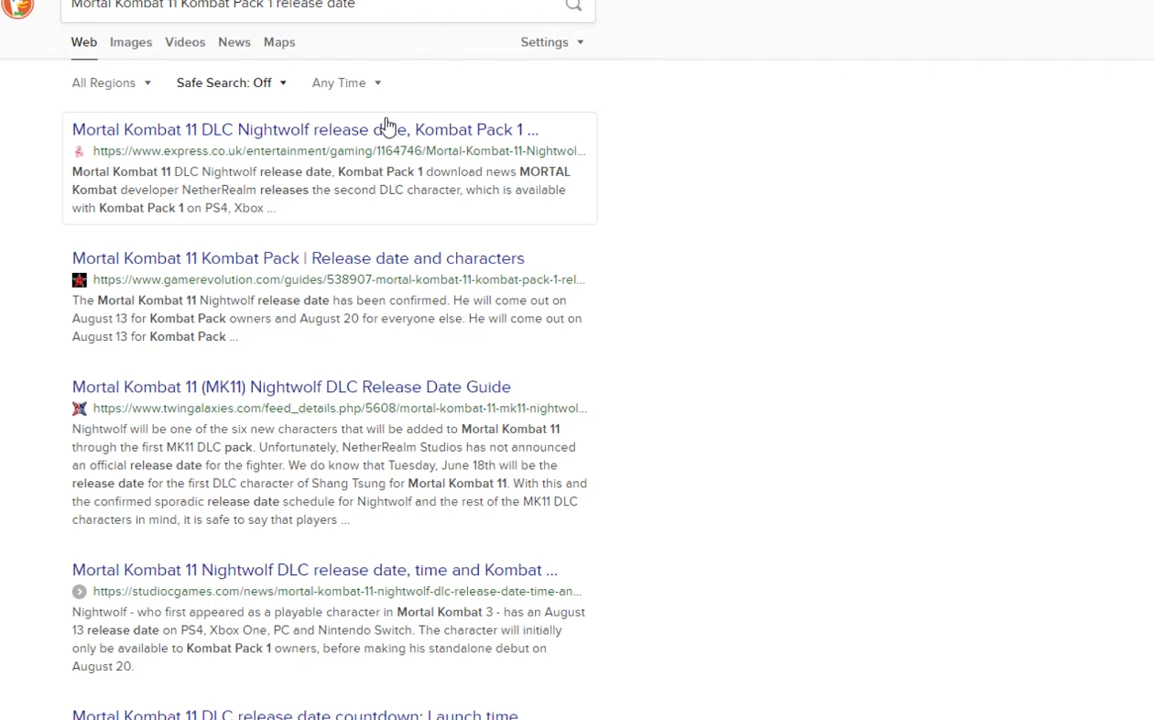 Mortal Kombat 11 Kombat Pack 1 release date
Web Images Videos News Maps Settings
All Regions Safe Search: Off Any Time
Mortal Kombat 11 DLC Nightwolf release date, Kombat Pack 1 ...
https://www.express.co.uk/entertainment/gaming/1164746/Mortal-Kombat-11-Nightwol...
Mortal Kombat 11 DLC Nightwolf release date, Kombat Pack 1 download news MORTAL
Kombat developer NetherRealm releases the second DLC character, which is available
with Kombat Pack 1 on PS4, Xbox ...
Mortal Kombat 11 Kombat Pack | Release date and characters
https://www.gamerevolution.com/guides/538907-mortal-kombat-11-kombat-pack-1-rel...
The Mortal Kombat 11 Nightwolf release date has been confirmed. He will come out on
August 13 for Kombat Pack owners and August 20 for everyone else. He will come out on
August 13 for Kombat Pack ...
Mortal Kombat 11 (MK11) Nightwolf DLC Release Date Guide
https://www.twingalaxies.com/feed_details.php/5608/mortal-kombat-11-mk11-nightwol...
Nightwolf will be one of the six new characters that will be added to Mortal Kombat 11
through the first MK11 DLC pack. Unfortunately, NetherRealm Studios has not announced
an official release date for the fighter. We do know that Tuesday, June 18th will be the
release date for the first DLC character of Shang Tsung for Mortal Kombat 11. With this and
the confirmed sporadic release date schedule for Nightwolf and the rest of the MK11 DLC
characters in mind, it is safe to say that players ...
Mortal Kombat 11 Nightwolf DLC release date, time and Kombat ...
https://studiocgames.com/news/mortal-kombat-11-nightwolf-dlc-release-date-time-an...
Nightwolf - who first appeared as a playable character in Mortal Kombat 3 - has an August
13 release date on PS4, Xbox One, PC and Nintendo Switch. The character will initially
only be available to Kombat Pack 1 owners, before making his standalone debut on
August 20.
Mortal Kombat 11 DLC release date countdown: Launch time